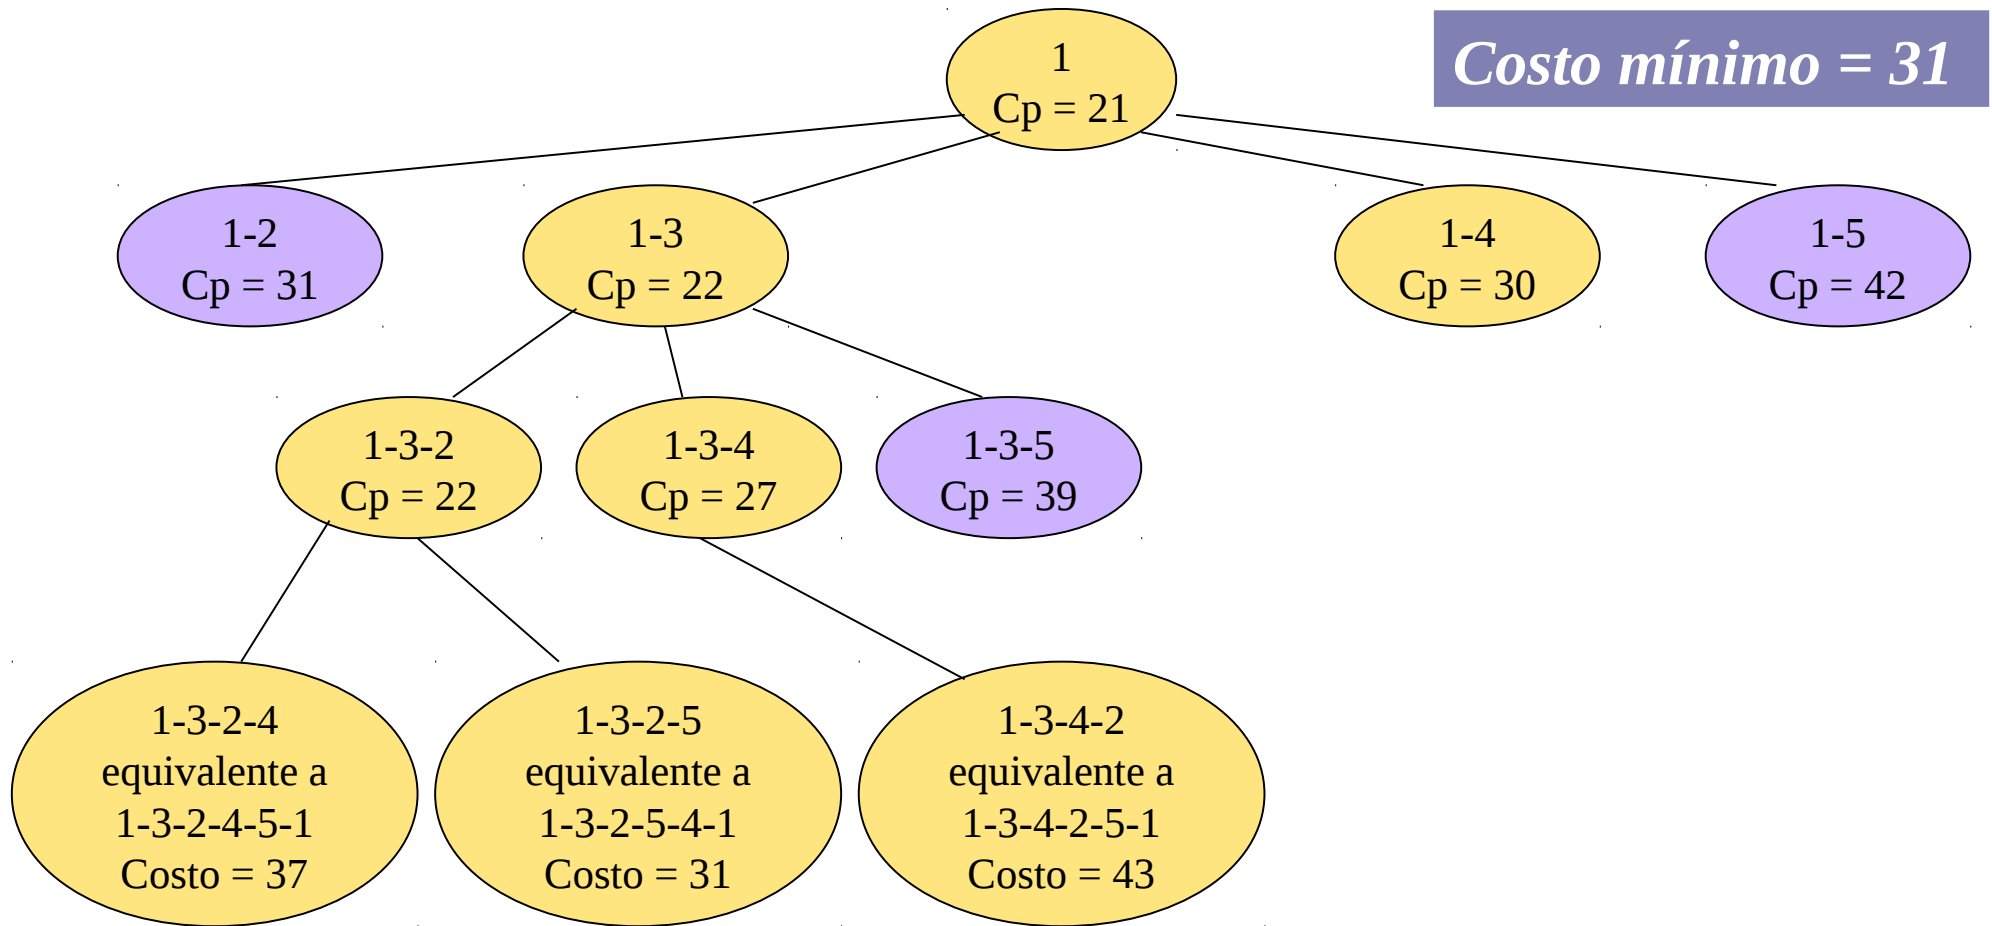 1
Cp = 21
Costo mínimo = 31
1-2
Cp = 31
1-3
Cp = 22
1-4
Cp = 30
1-5
Cp = 42
1-3-2
Cp = 22
1-3-4
Cp = 27
1-3-5
Cp = 39
1-3-2-4
equivalente a
1-3-2-4-5-1
Costo = 37
1-3-2-5
equivalente a
1-3-2-5-4-1
Costo = 31
1-3-4-2
equivalente a
1-3-4-2-5-1
Costo = 43